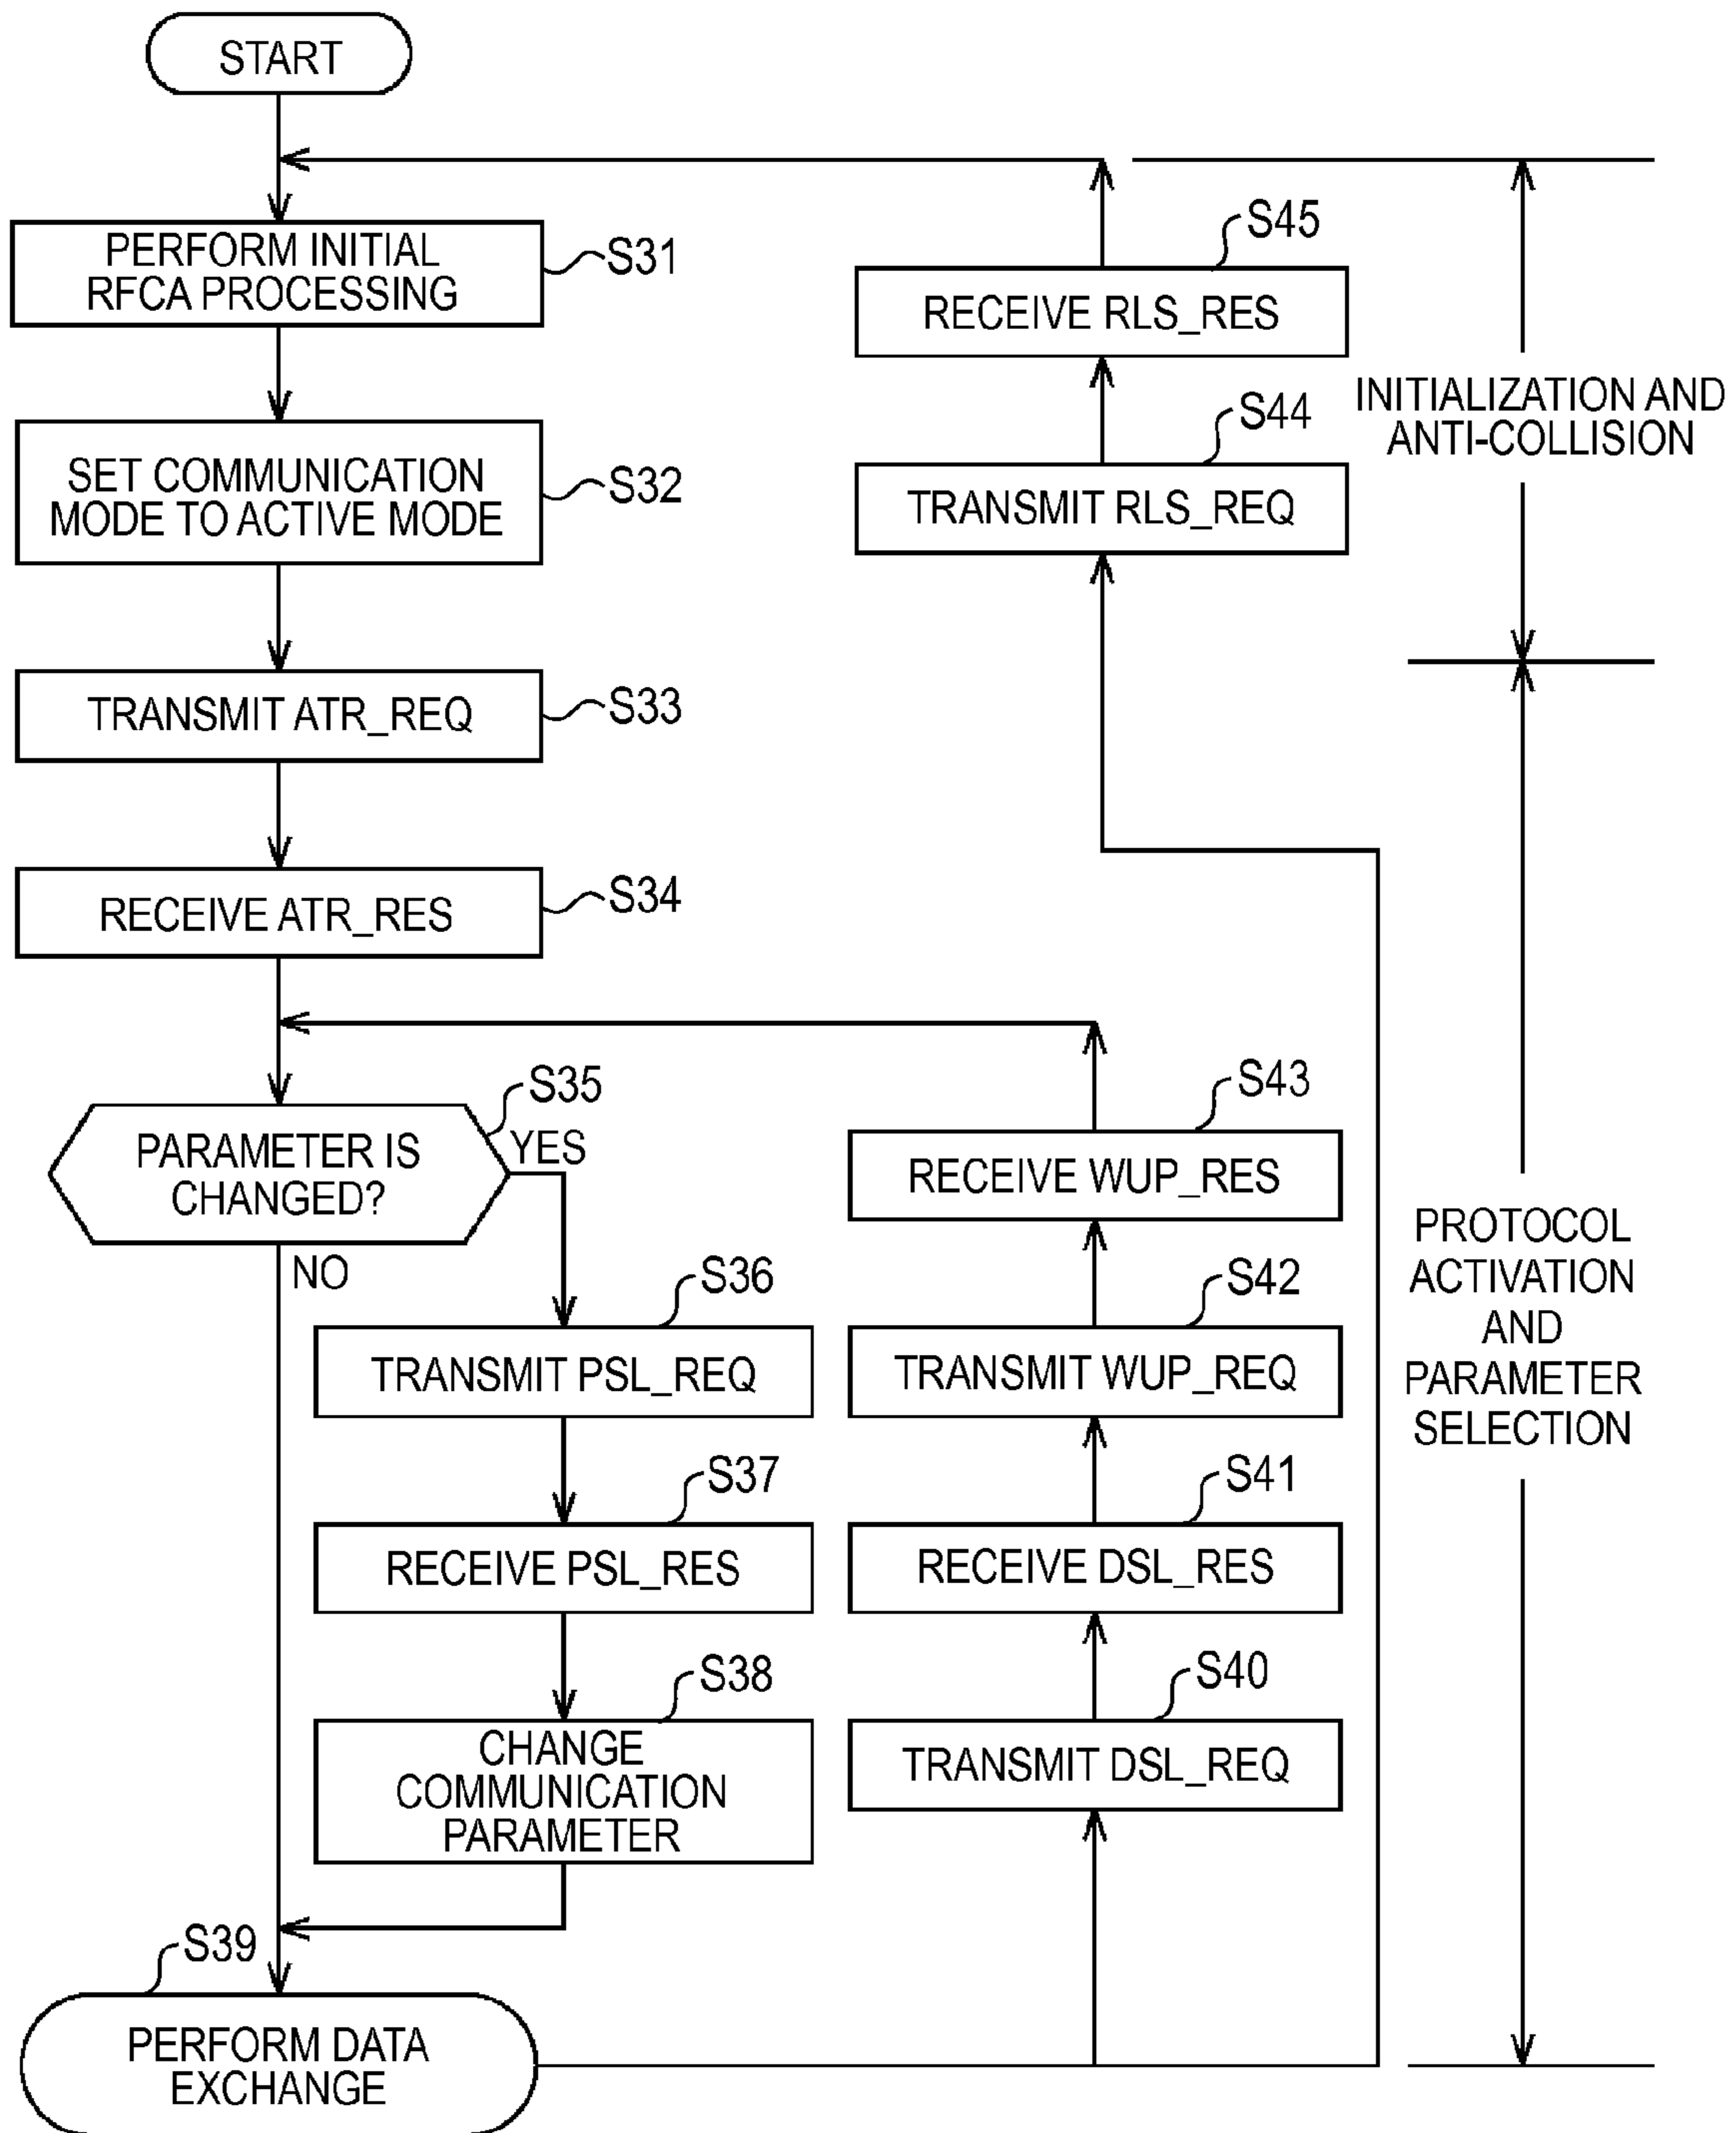 START
PERFORM INITIAL
RFCA PROCESSING
S31
SET COMMUNICATION
MODE TO ACTIVE MODE
S32
TRANSMIT ATR_REQ
S33
RECEIVE ATR_RES
S34
PARAMETER IS
CHANGED?
S35
YES
NO
S36
TRANSMIT PSL_REQ
S37
RECEIVE PSL_RES
S38
CHANGE
COMMUNICATION
PARAMETER
S39
PERFORM DATA
EXCHANGE
S45
RECEIVE RLS_RES
S44
TRANSMIT RLS_REQ
S43
RECEIVE WUP_RES
S42
TRANSMIT WUP_REQ
S41
RECEIVE DSL_RES
S40
TRANSMIT DSL_REQ
INITIALIZATION AND
ANTI-COLLISION
PROTOCOL
ACTIVATION
AND
PARAMETER
SELECTION